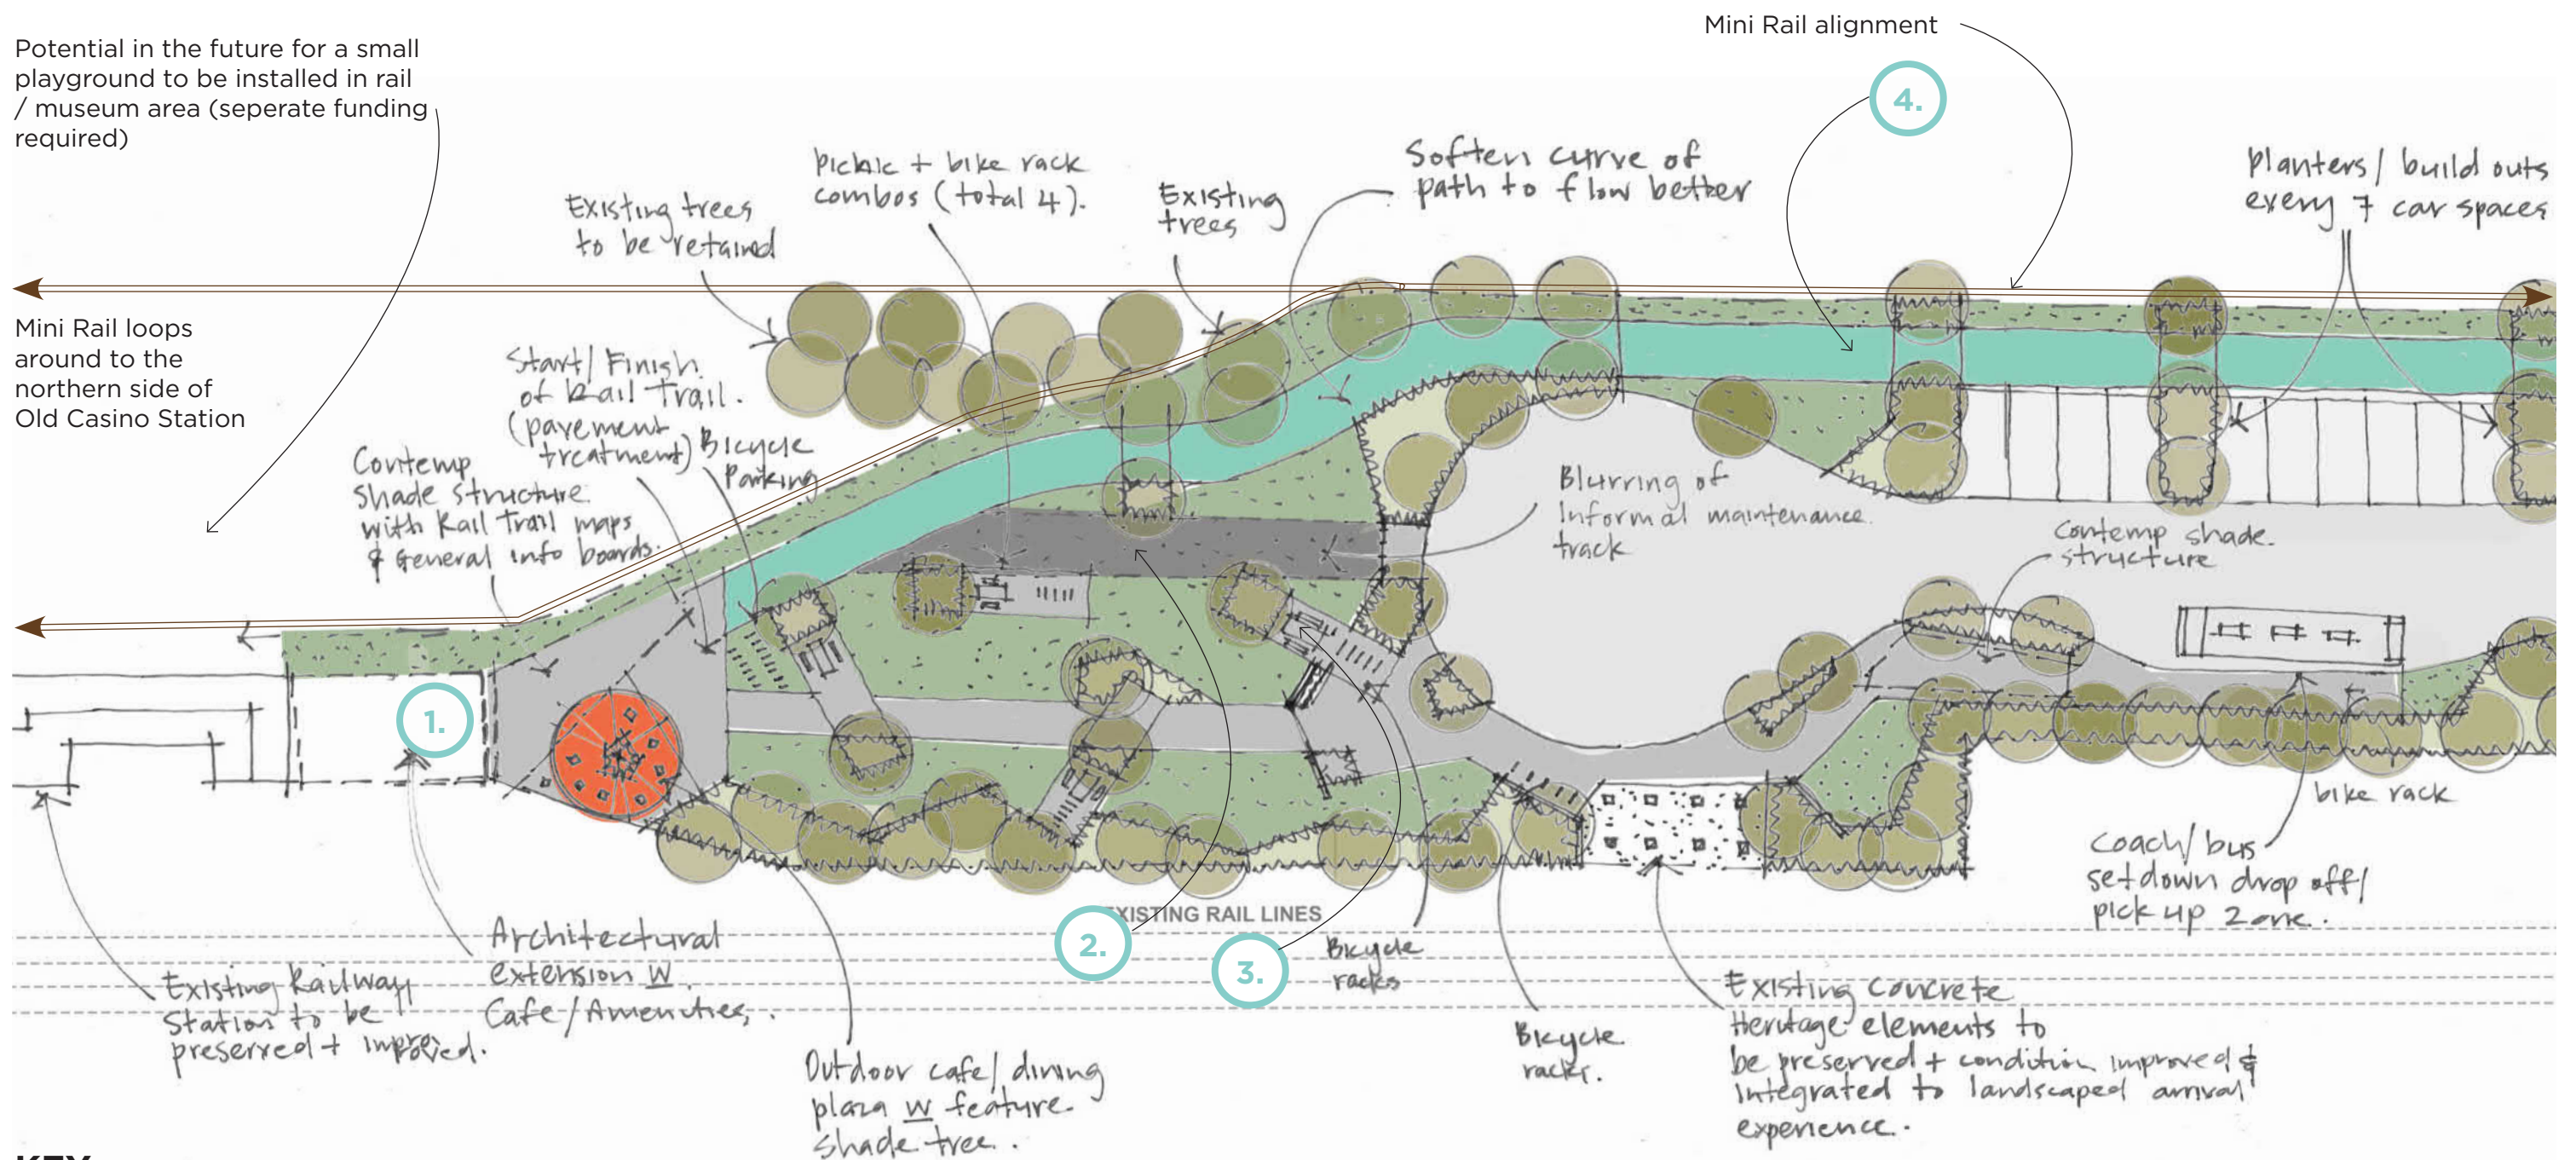 Potential in the future for a small
playground to be installed in rail
/ museum area (seperate funding
required)
Mini Rail alignment
4.
Picnic + bike rack
combos (total 4).
Existing trees
to be retained
Existing
trees
Soften curve of
path to flow better
Planters/ build outs
every 7 car spaces
Mini Rail loops
around to the
northern side of
Old Casino Station
Start/ Finish
of Rail Trail.
(pavement
treatment)
Bicycle
Parking
Contemp
shade structure
with Rail Trail maps
& General info boards.
Blurring of
Informal maintenance
track
Contemp shade
structure
1.
bike rack
Coach/ bus
setdown drop off/
pick up zone.
EXISTING RAIL LINES
2.
3.
Bicycle
racks
Existing Railway
Station to be
preserved + improved.
Architectural
extension w
Cafe/Amenities,.
Outdoor cafe/ dining
plaza w feature
shade tree.
Bicycle
racks.
Existing Concrete
Heritage elements to
be preserved + condition improved &
Integrated to landscaped arrival
experience.
KEY